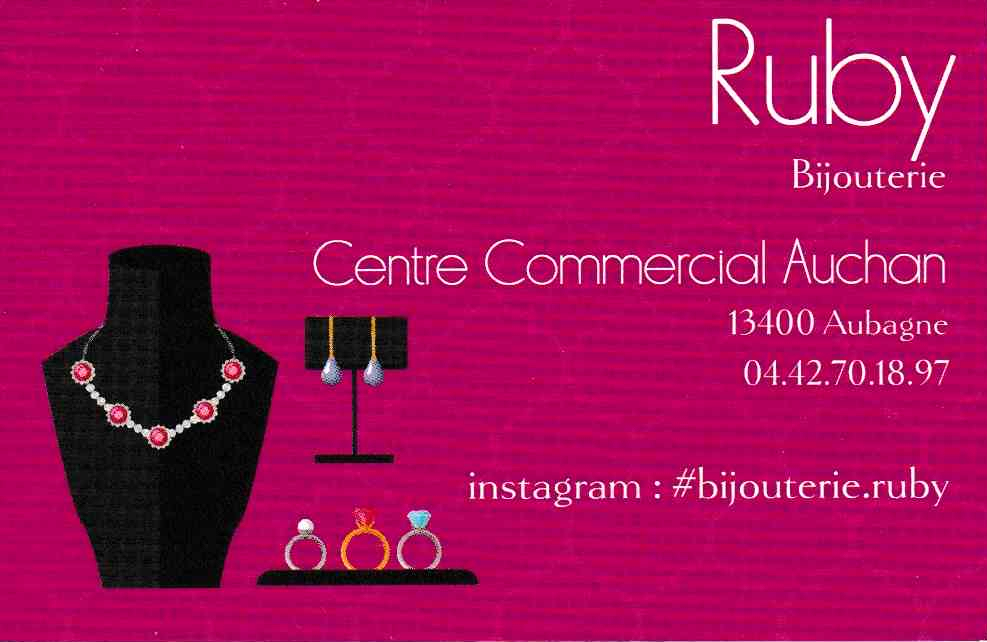 Ruby
Bijouterie
Centre Commercial Auchan
13400 Aubagne
04.42.70.18.97
instagram : #bijouterie.ruby